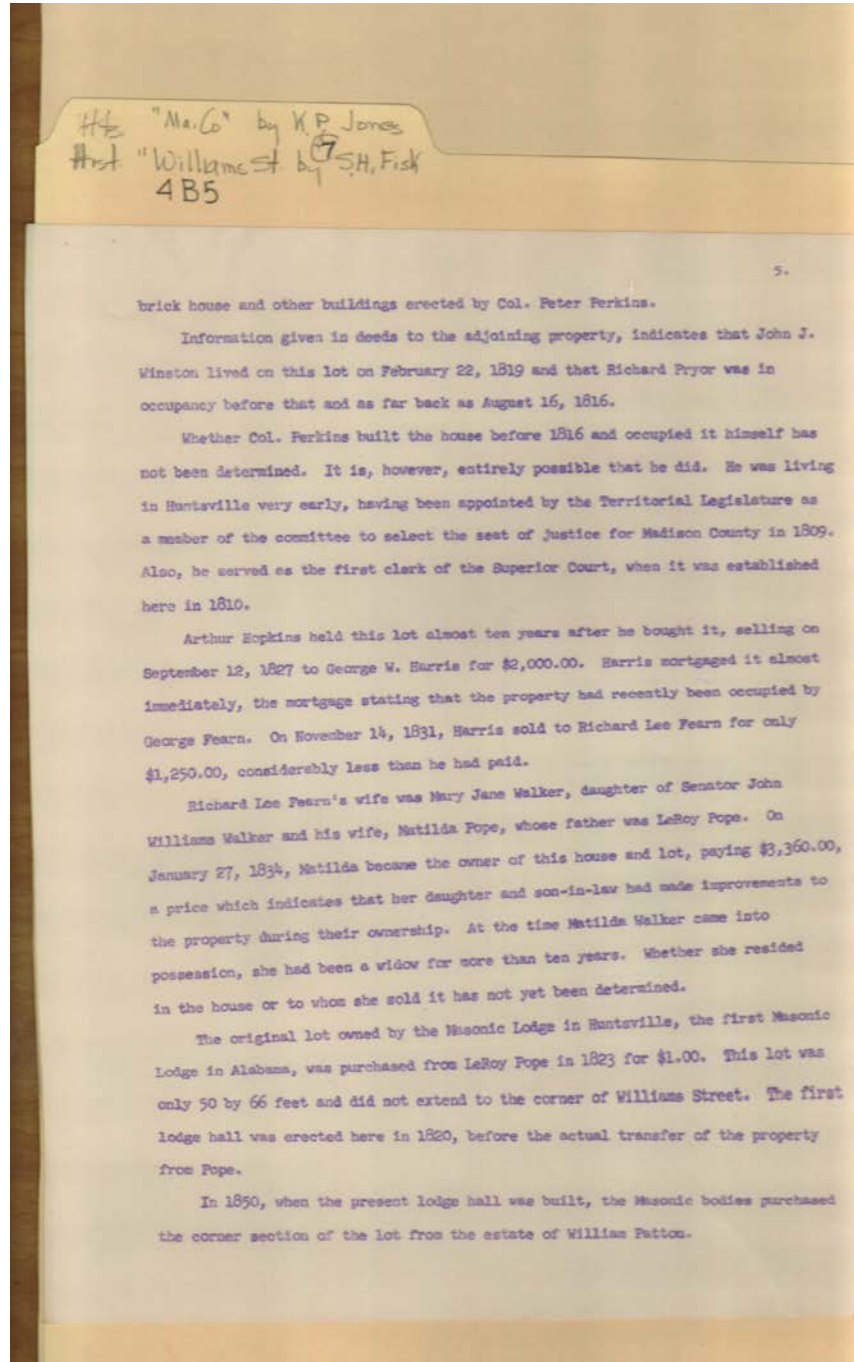 Hts "Ma. Co" by K.P. Jones
Hist "Williams St. by S.H. Fisk
7
4B5
5.
brick house and other buildings erected by Col. Peter Perkins.
Information given in deeds to the adjoining property, indicates that John J.
Winston lived on this lot on February 22, 1819 and that Richard Pryor was in
occupancy before that and as far back as August 16, 1816.
Whether Col. Perkins built the house before 1816 and occupied it himself has
not been determined. It is, however, entirely possible that he did. He was living
in Huntsville very early, having been appointed by the Territorial Legislature as
a member of the committee to select the seat of justice for Madison County in 1809.
Also, he served as the first clerk of the Superior Court, when it was established
here in 1810.
Arthur Hopkins held this lot almost ten years after he bought it, selling on
September 12, 1827 to George W. Harris for $2,000.00. Harris mortgaged it almost
immediately, the mortgage stating that the property had recently been occupied by
George Fearn. On November 14, 1831, Harris sold to Richard Lee Fearn for only
$1,250.00, considerably less than he had paid.
Richard Lee Fearn's wife was Mary Jane Walker, daughter of Senator John
Williams Walker and his wife, Matilda Pope, whose father was LeRoy Pope. On
January 27, 1834, Matilda became the owner of this house and lot, paying $3,360.00,
a price which indicates that her daughter and son-in-law had made improvements to
the property during their ownership. At the time Matilda Walker came into
possession, she had been a widow for more than ten years. Whether she resided
in the house or to whom she sold it has not yet been determined.
The original lot owned by the Masonic Lodge in Huntsville, the first Masonic
Lodge in Alabama, was purchased from LeRoy Pope in 1823 for $1.00. This lot was
only 50 by 66 feet and did not extend to the corner of Williams Street. The first
lodge hall was erected here in 1820, before the actual transfer of the property
from Pope.
In 1850, when the present lodge hall was built, the Masonic bodies purchased
the corner section of the lot from the estate of William Patton.